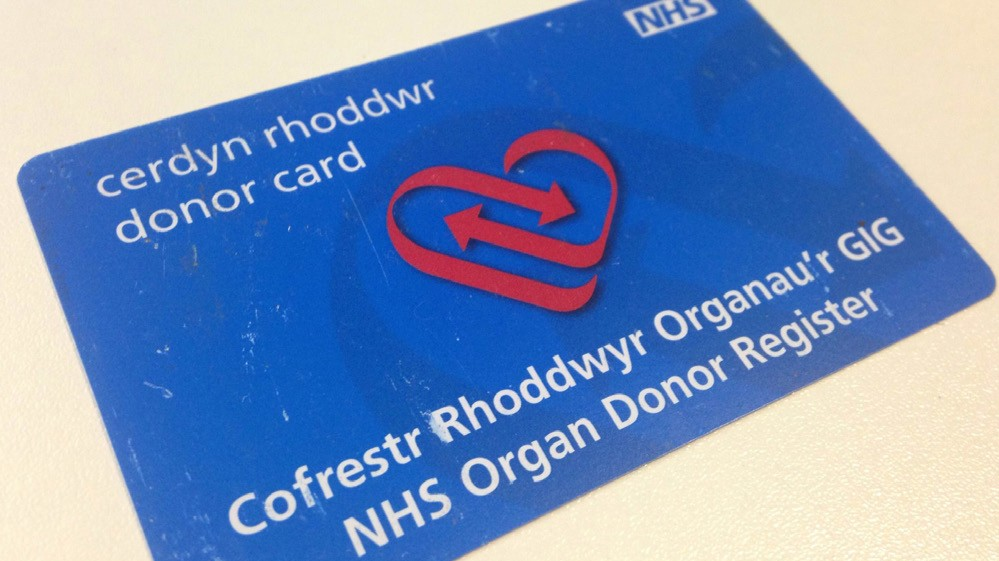 NHS
cerdyn rhoddwr
donor card
Cofrestr Rhoddwyr Organau'r GIG
NHS Organ Donor Register